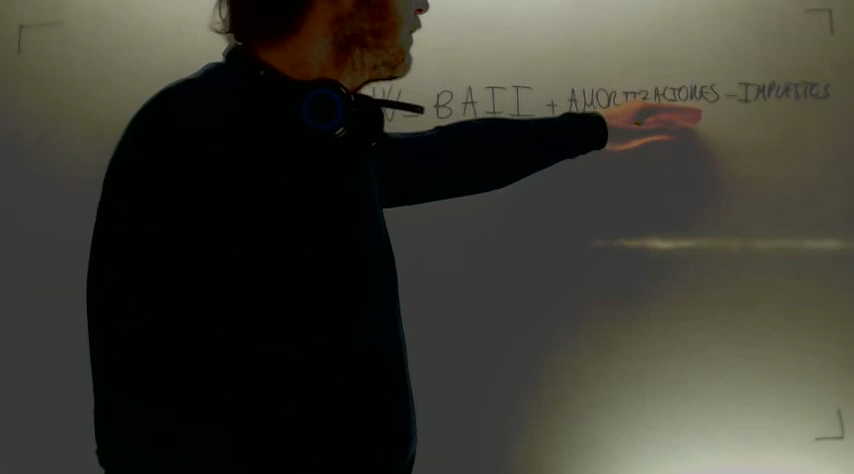 = BAII + AMORTIZACIONES - IMPUESTOS